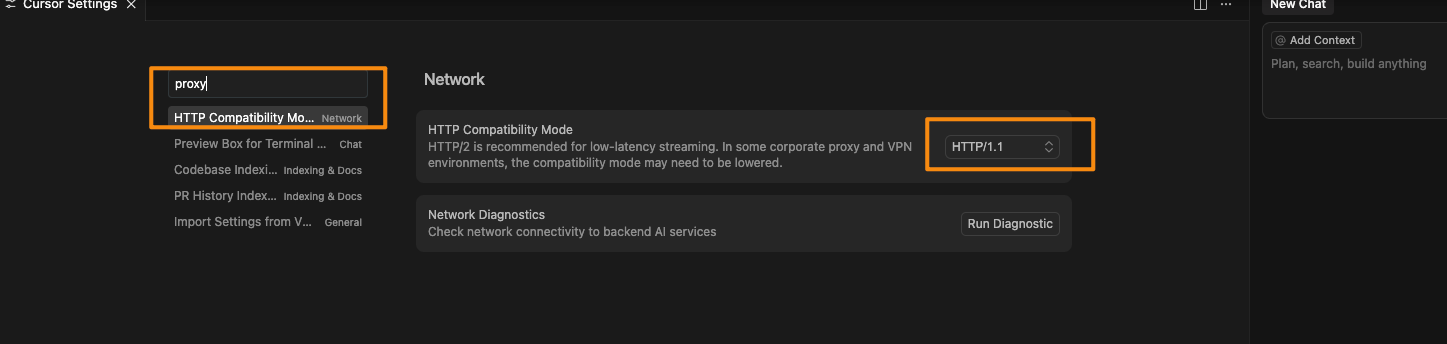 Cursor Settings
New Chat
proxy
HTTP Compatibility Mo... Network
Preview Box for Terminal ... Chat
Codebase Indexi... Indexing & Docs
PR History Index... Indexing & Docs
Import Settings from V... General
Network
HTTP Compatibility Mode
HTTP/2 is recommended for low-latency streaming. In some corporate proxy and VPN
environments, the compatibility mode may need to be lowered.
HTTP/1.1
Network Diagnostics
Check network connectivity to backend AI services
Run Diagnostic
@ Add Context
Plan, search, build anything